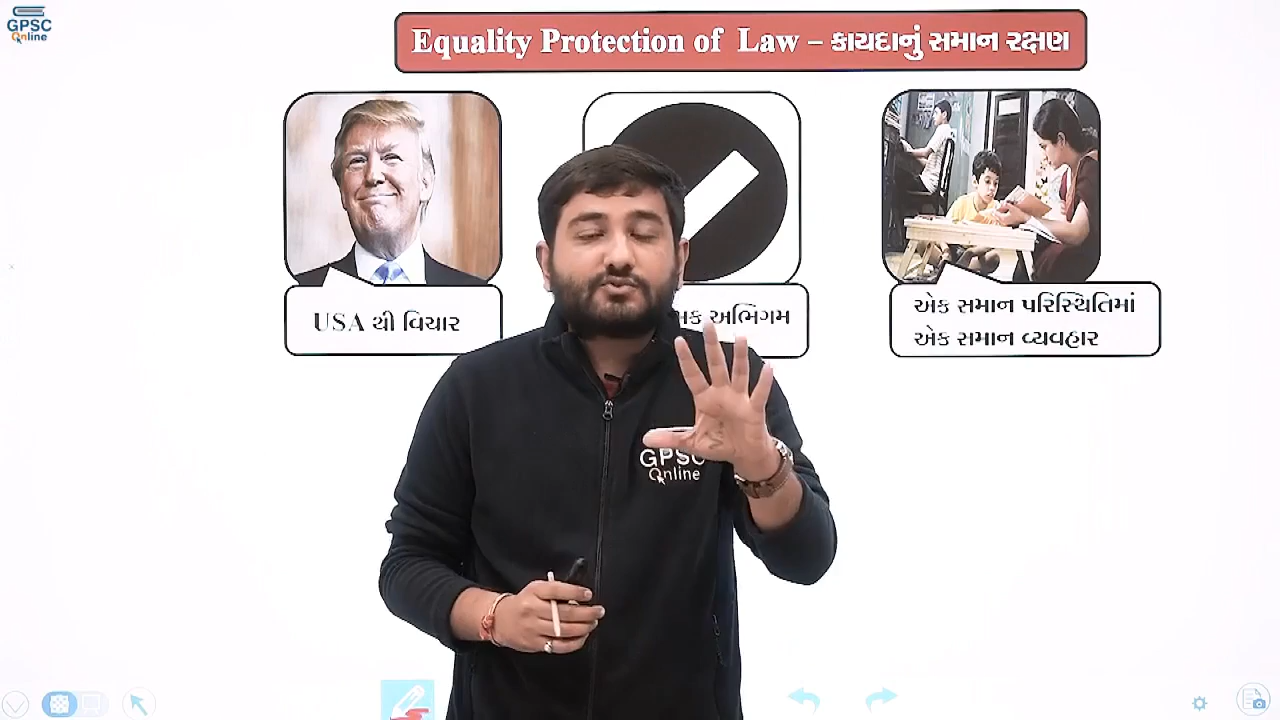 GPSC
Online
Equality Protection of Law – કાયદાનું સમાન રક્ષણ
USA થી વિચાર
અભિગમ
એક સમાન પરિસ્થિતિમાં
એક સમાન વ્યવહાર
GPSC
Online